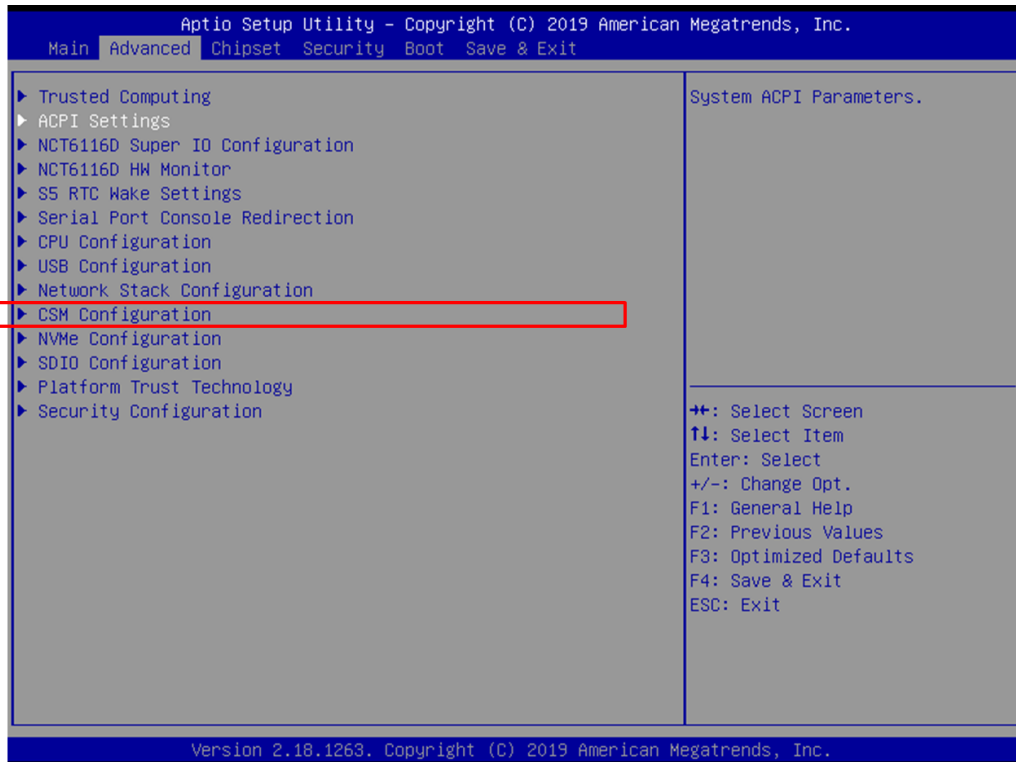 Aptio Setup Utility – Copyright (C) 2019 American Megatrends, Inc.
Main Advanced Chipset Security Boot Save & Exit
Trusted Computing
ACPI Settings
NCT6116D Super IO Configuration
NCT6116D HW Monitor
S5 RTC Wake Settings
Serial Port Console Redirection
CPU Configuration
USB Configuration
Network Stack Configuration
CSM Configuration
NVMe Configuration
SDIO Configuration
Platform Trust Technology
Security Configuration
System ACPI Parameters.
→←: Select Screen
↑↓: Select Item
Enter: Select
+/-: Change Opt.
F1: General Help
F2: Previous Values
F3: Optimized Defaults
F4: Save & Exit
ESC: Exit
Version 2.18.1263. Copyright (C) 2019 American Megatrends, Inc.